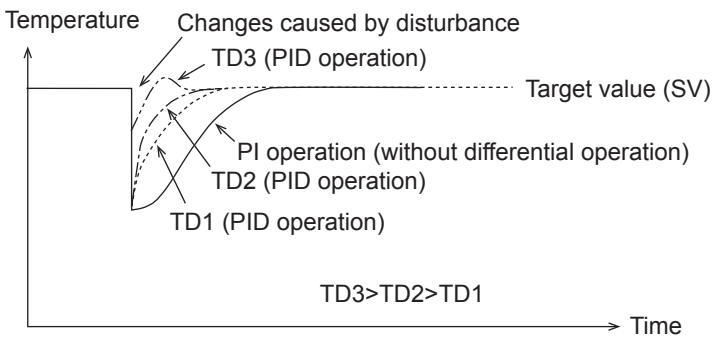 Temperature
Changes caused by disturbance
TD3 (PID operation)
Target value (SV)
PI operation (without differential operation)
TD2 (PID operation)
TD1 (PID operation)
TD3>TD2>TD1
Time